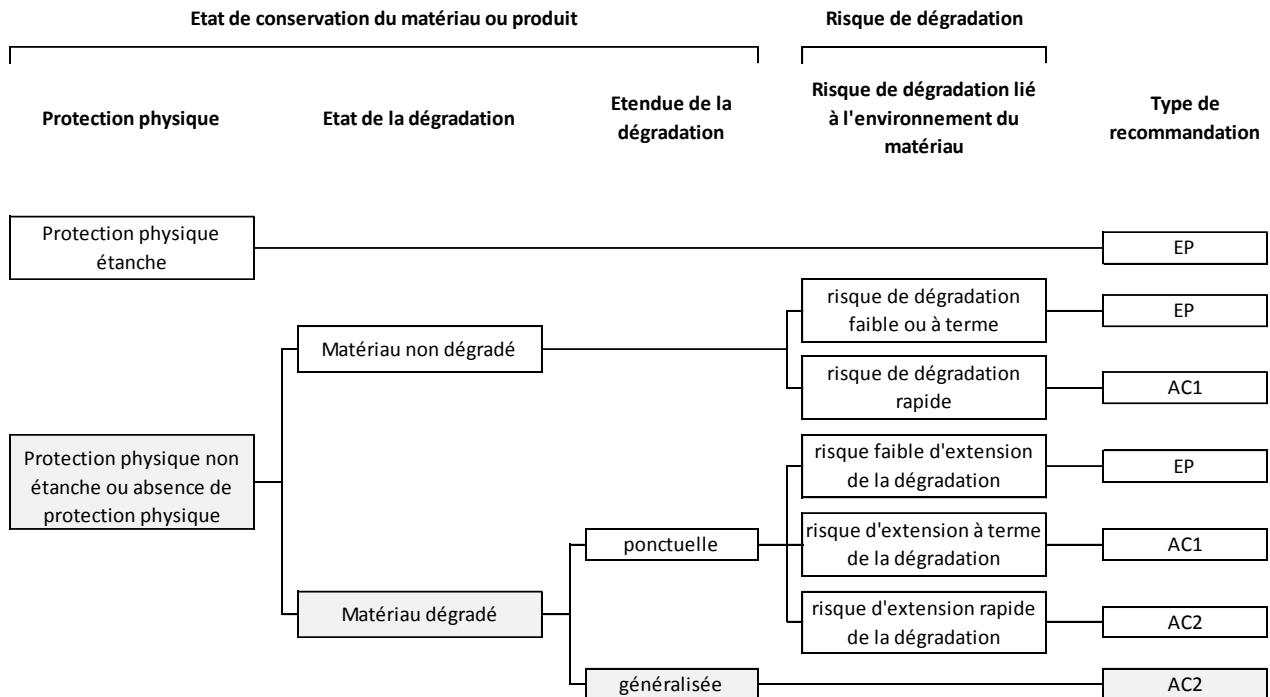 Etat de conservation du matériau ou produit
Risque de dégradation
Protection physique
Etat de la dégradation
Etendue de la
dégradation
Risque de dégradation lié
à l'environnement du
matériau
Type de
recommandation
Protection physique
étanche
EP
risque de dégradation
faible ou à terme
EP
Matériau non dégradé
risque de dégradation
rapide
AC1
Protection physique non
étanche ou absence de
protection physique
risque faible d'extension
de la dégradation
EP
ponctuelle
risque d'extension à terme
de la dégradation
AC1
Matériau dégradé
risque d'extension rapide
de la dégradation
AC2
généralisée
AC2